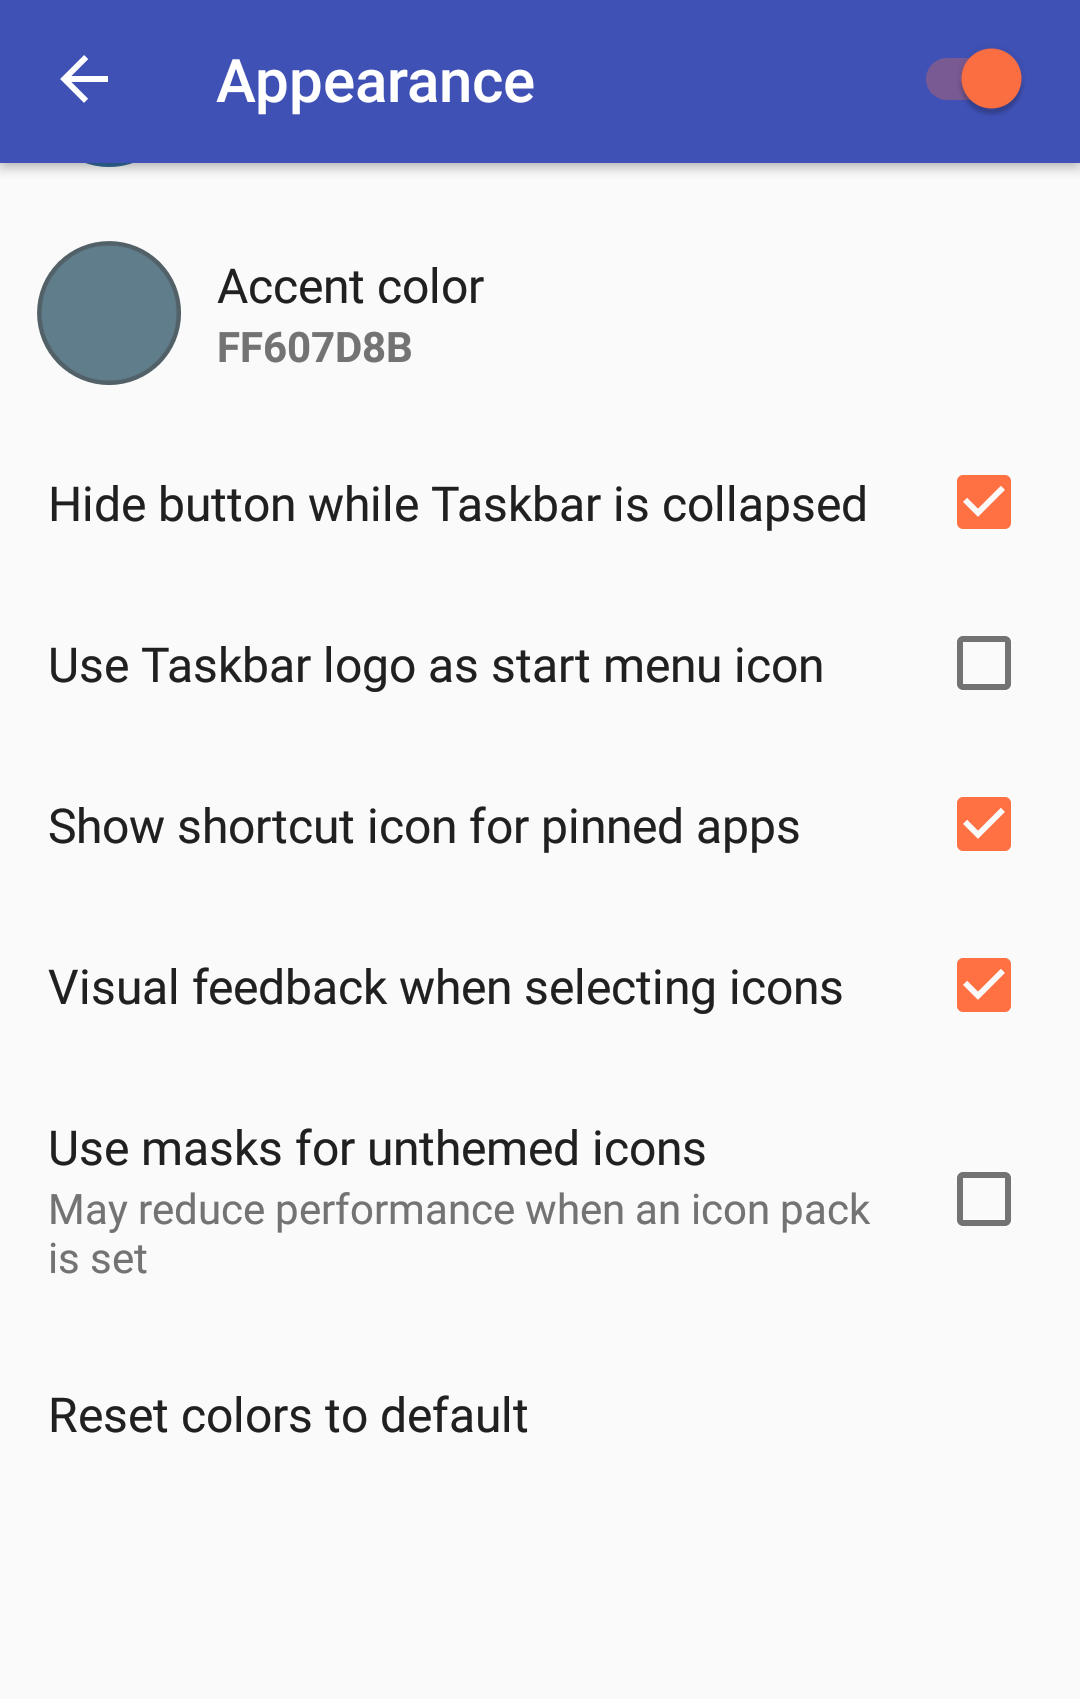 Appearance
Accent color
FF607D8B
Hide button while Taskbar is collapsed
Use Taskbar logo as start menu icon
Show shortcut icon for pinned apps
Visual feedback when selecting icons
Use masks for unthemed icons
May reduce performance when an icon pack
is set
Reset colors to default